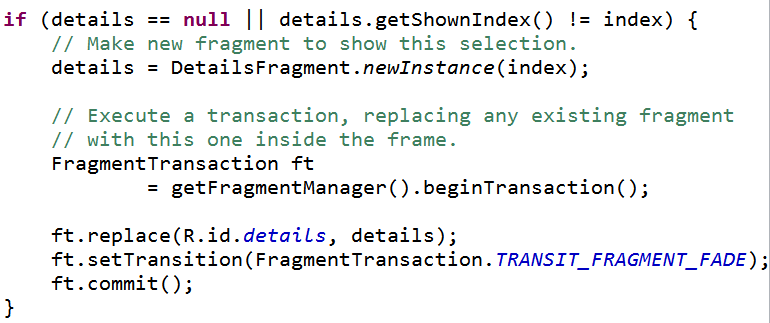 if (details == null || details.getShownIndex() != index) {
    // Make new fragment to show this selection.
    details = DetailsFragment.newInstance(index);

    // Execute a transaction, replacing any existing fragment
    // with this one inside the frame.
    FragmentTransaction ft
            = getFragmentManager().beginTransaction();

    ft.replace(R.id.details, details);
    ft.setTransition(FragmentTransaction.TRANSIT_FRAGMENT_FADE);
    ft.commit();
}